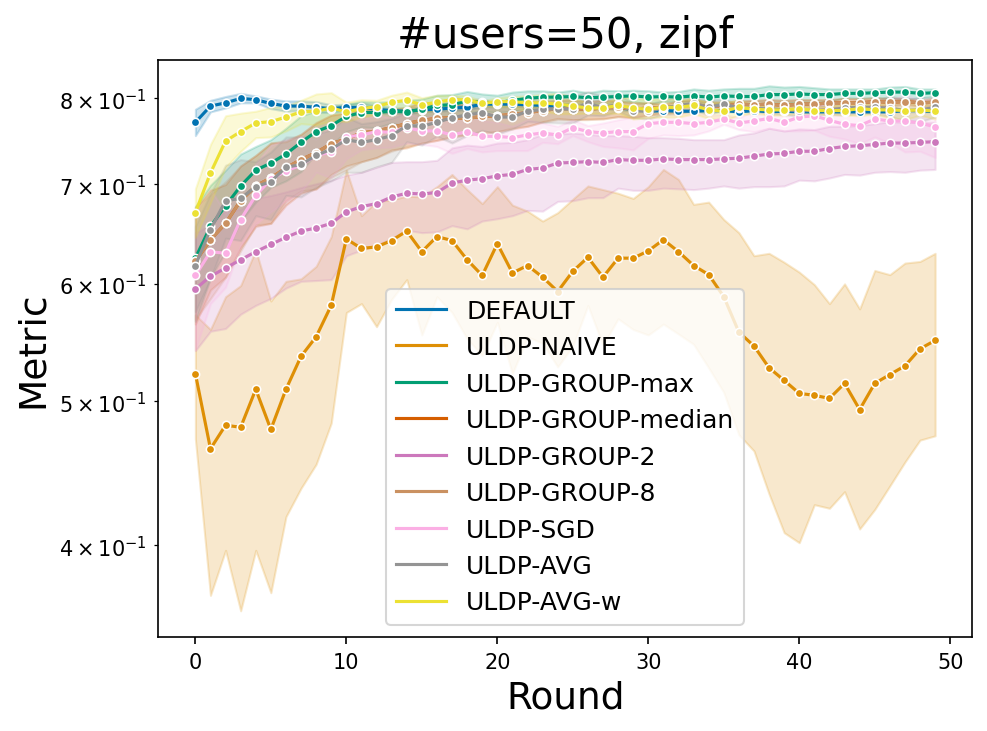 #users=50, zipf
Metric
8 × 10⁻¹
7 × 10⁻¹
6 × 10⁻¹
5 × 10⁻¹
4 × 10⁻¹
DEFAULT
ULDP-NAIVE
ULDP-GROUP-max
ULDP-GROUP-median
ULDP-GROUP-2
ULDP-GROUP-8
ULDP-SGD
ULDP-AVG
ULDP-AVG-w
0 10 20 30 40 50
Round